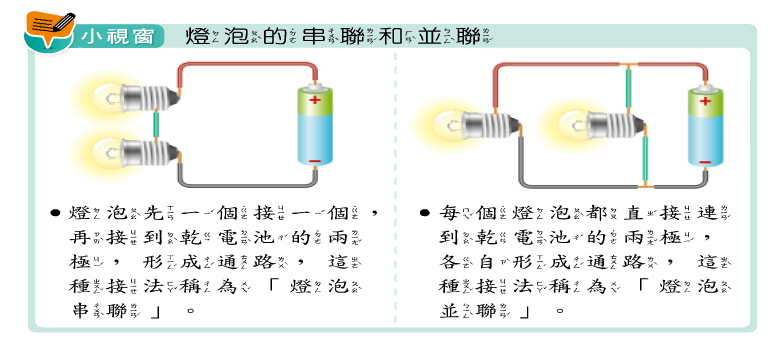 小視窗 燈泡的串聯和並聯
+
−
+
−
● 燈泡先一個接一個，
再接到乾電池的兩
極，形成通路，這
種接法稱為「燈泡
串聯」。
● 每個燈泡都直接連
到乾電池的兩極，
各自形成通路，這
種接法稱為「燈泡
並聯」。